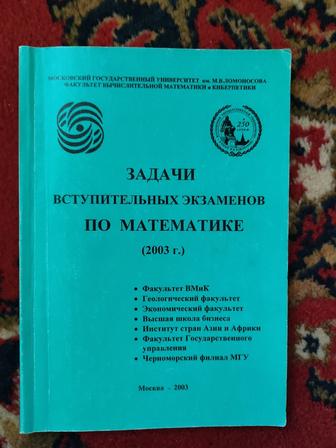 МОСКОВСКИЙ ГОСУДАРСТВЕННЫЙ УНИВЕРСИТЕТ им. М.В.ЛОМОНОСОВА
ФАКУЛЬТЕТ ВЫЧИСЛИТЕЛЬНОЙ МАТЕМАТИКИ и КИБЕРНЕТИКИ
250
ЗАДАЧИ
ВСТУПИТЕЛЬНЫХ ЭКЗАМЕНОВ
ПО МАТЕМАТИКЕ
(2003 г.)
• Факультет ВМиК
• Геологический факультет
• Экономический факультет
• Высшая школа бизнеса
• Институт стран Азии и Африки
• Факультет Государственного
управления
• Черноморский филиал МГУ
Москва - 2003